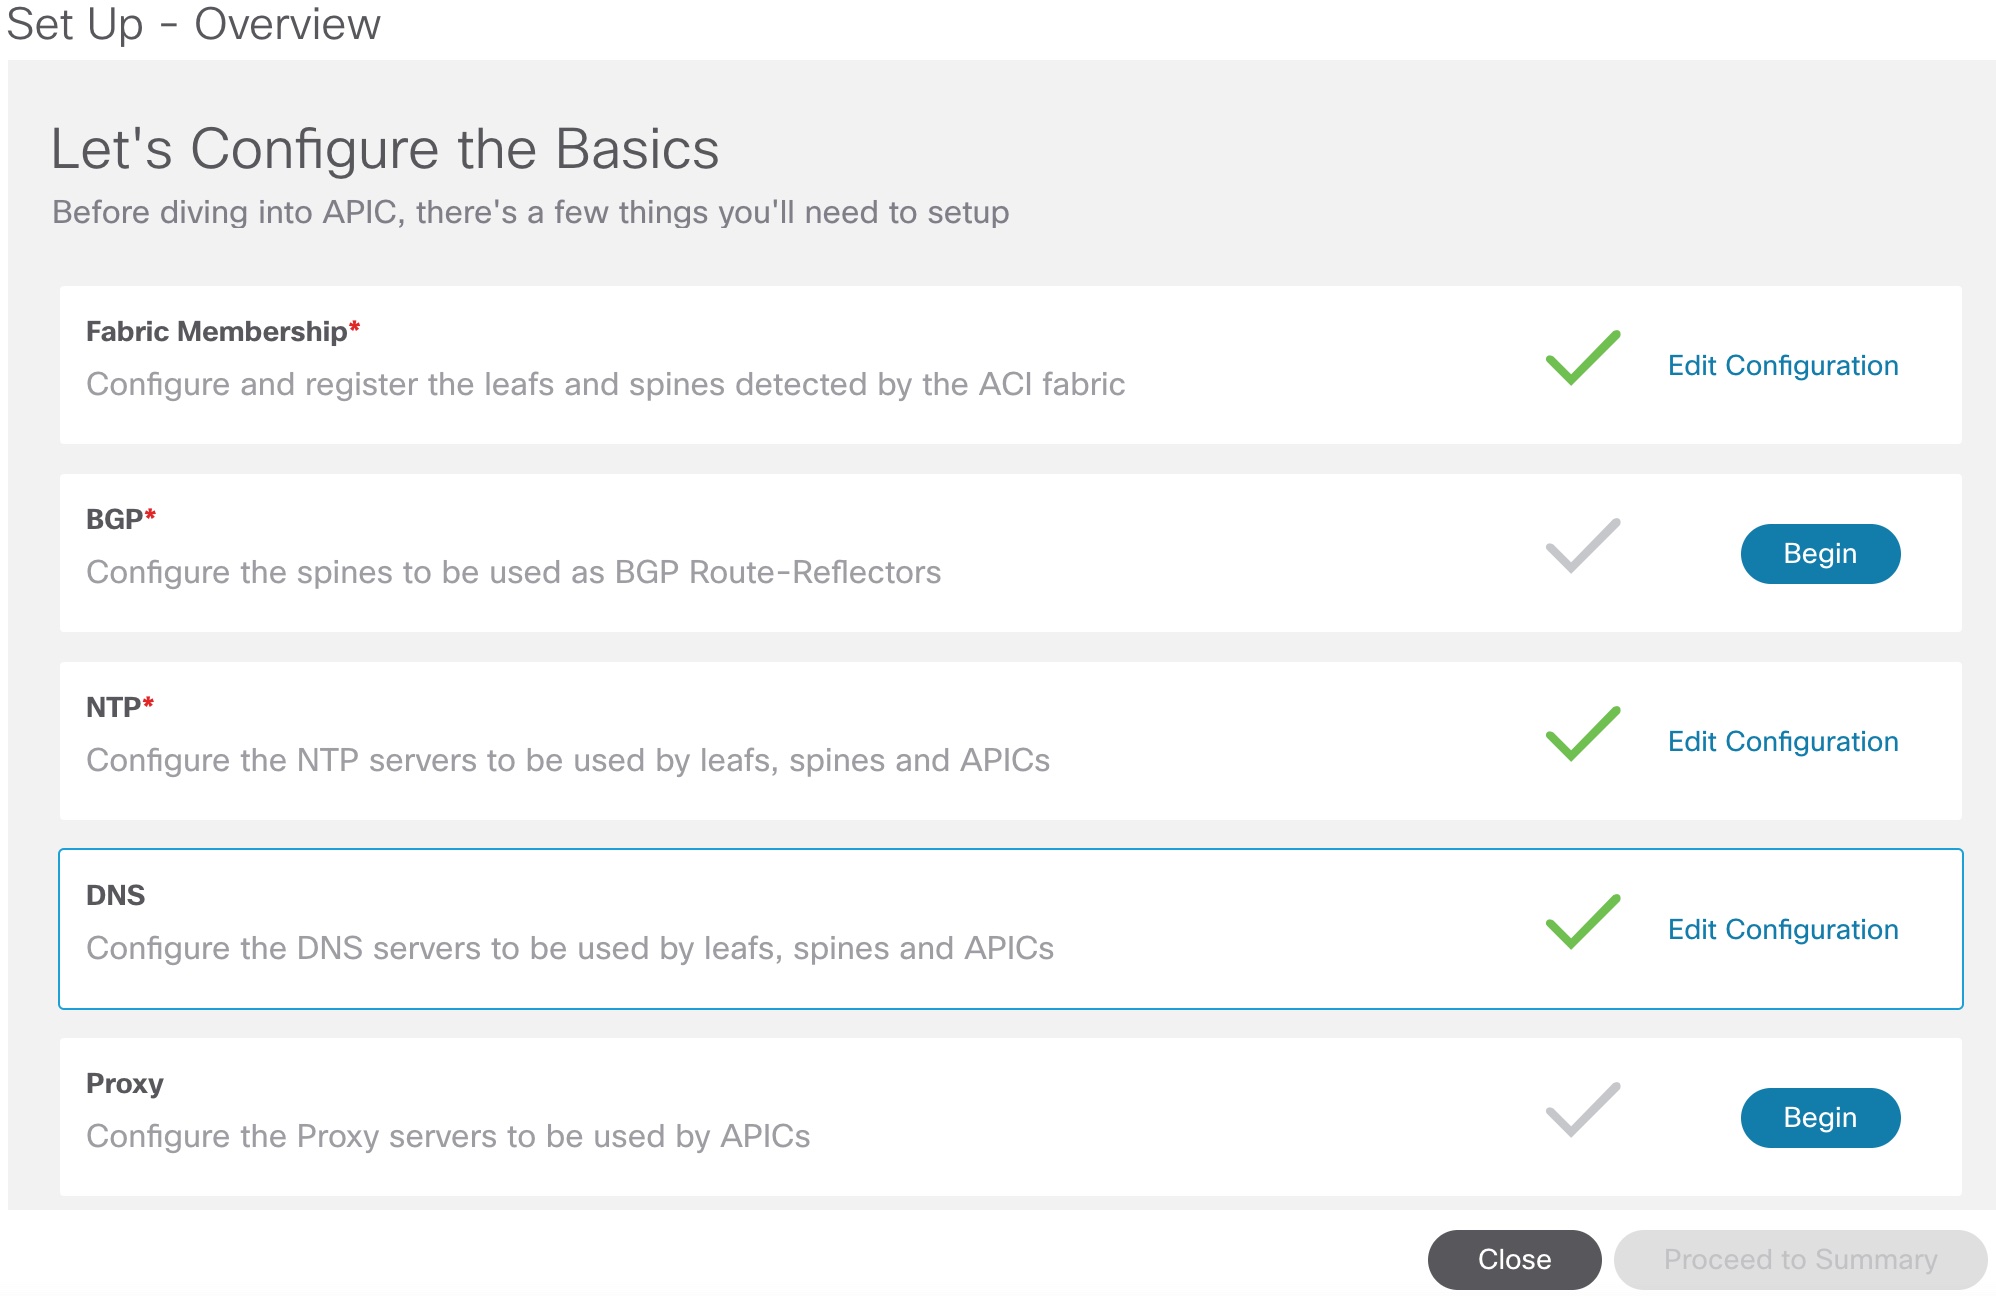 Set Up - Overview
Let's Configure the Basics
Before diving into APIC, there's a few things you'll need to setup
Fabric Membership*
Configure and register the leafs and spines detected by the ACI fabric
Edit Configuration
BGP*
Configure the spines to be used as BGP Route-Reflectors
Begin
NTP*
Configure the NTP servers to be used by leafs, spines and APICs
Edit Configuration
DNS
Configure the DNS servers to be used by leafs, spines and APICs
Edit Configuration
Proxy
Configure the Proxy servers to be used by APICs
Begin
Close
Proceed to Summary